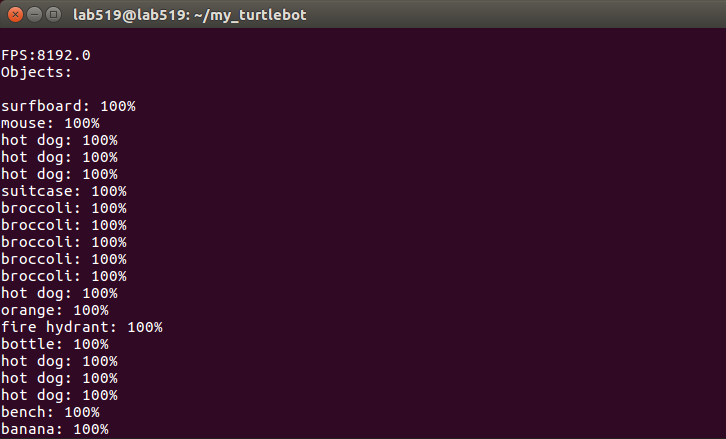 lab519@lab519: ~/my_turtlebot
FPS:8192.0
Objects:
surfboard: 100%
mouse: 100%
hot dog: 100%
hot dog: 100%
hot dog: 100%
suitcase: 100%
broccoli: 100%
broccoli: 100%
broccoli: 100%
broccoli: 100%
broccoli: 100%
hot dog: 100%
orange: 100%
fire hydrant: 100%
bottle: 100%
hot dog: 100%
hot dog: 100%
hot dog: 100%
bench: 100%
banana: 100%